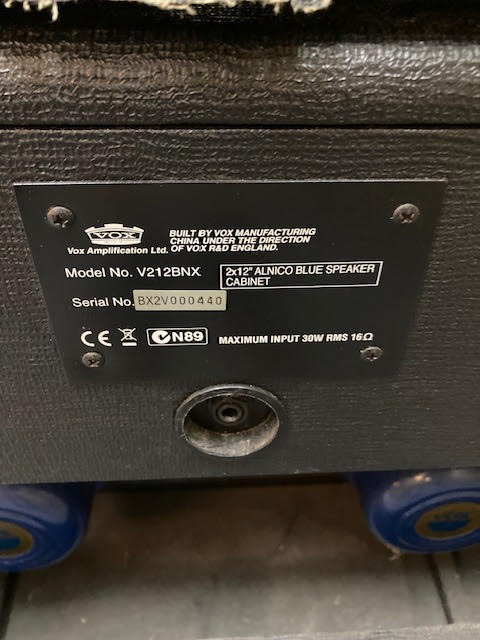 VOX
Vox Amplification Ltd.
BUILT BY VOX MANUFACTURING
CHINA UNDER THE DIRECTION
OF VOX R&D ENGLAND.
Model No. V212BNX
2x12" ALNICO BLUE SPEAKER
CABINET
Serial No. BX2V000440
CE N89
MAXIMUM INPUT 30W RMS 16Ω